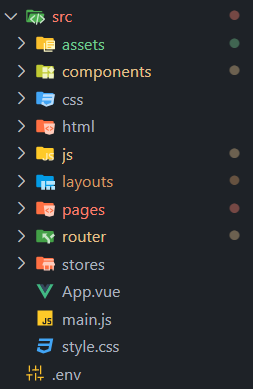 src
assets
components
css
html
js
layouts
pages
router
stores
App.vue
main.js
style.css
.env